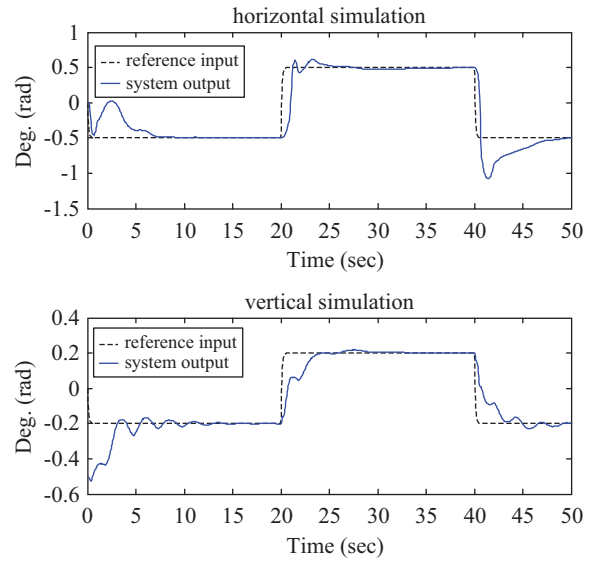 horizontal simulation
1
0.5
0
-0.5
-1
-1.5
Deg. (rad)
reference input
system output
0 5 10 15 20 25 30 35 40 45 50
Time (sec)
vertical simulation
0.4
0.2
0
-0.2
-0.4
-0.6
Deg. (rad)
reference input
system output
0 5 10 15 20 25 30 35 40 45 50
Time (sec)